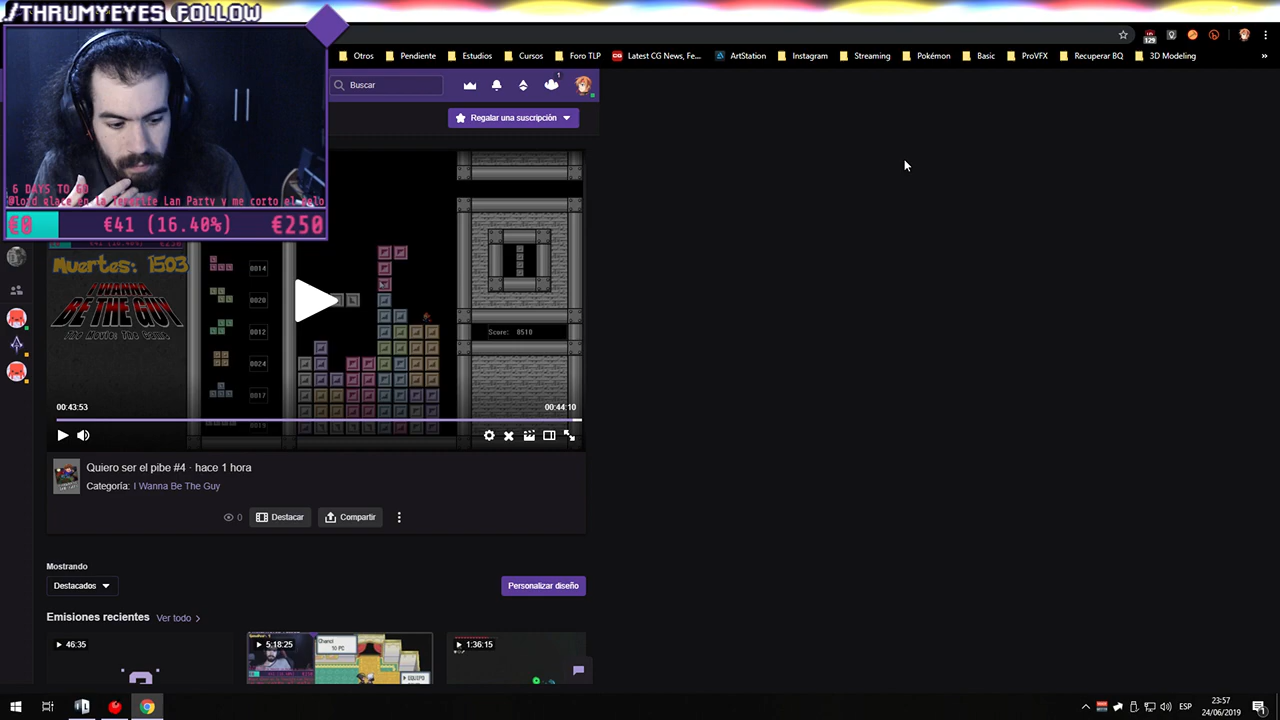 /THRUMYEYES FOLLOW
Otros
Pendiente
Estudios
Cursos
Foro TLP
Latest CG News, Fe...
ArtStation
Instagram
Streaming
Pokémon
Basic
ProVFX
Recuperar BQ
3D Modeling
Buscar
1
Regalar una suscripción
6 DAYS TO GO
€0
€41 (16.40%)
€250
Muertes: 1503
I WANNA
BE THE GUY
0014
0020
0012
0024
0017
Score: 0510
00:43:53
00:44:10
Quiero ser el pibe #4 · hace 1 hora
Categoría: I Wanna Be The Guy
0
Destacar
Compartir
Mostrando
Destacados
Personalizar diseño
Emisiones recientes
Ver todo
46:35
5:18:25
1:36:15
ESP
23:57
24/06/2019